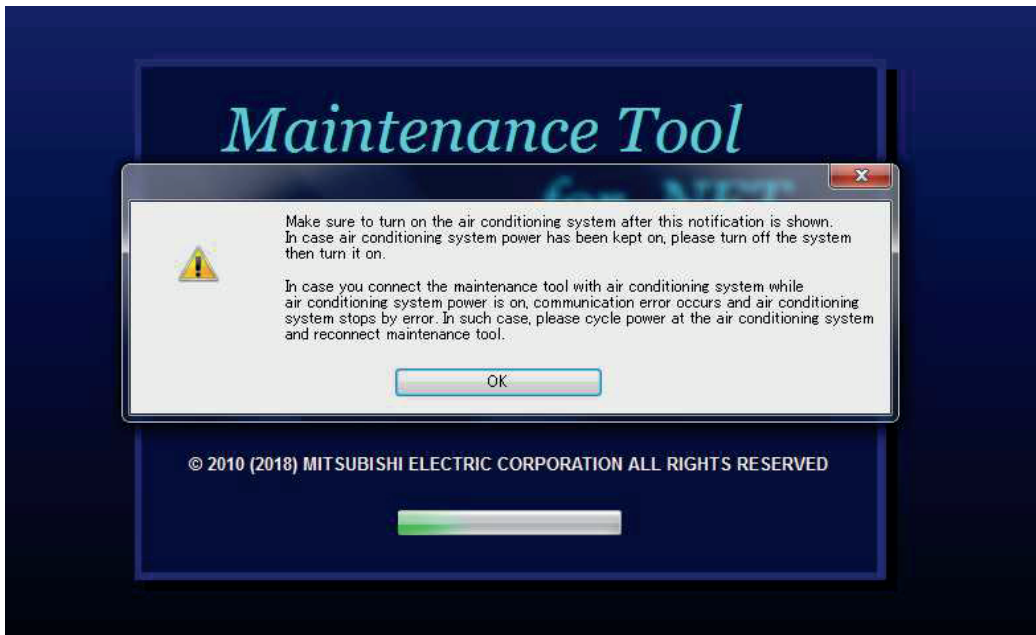 Maintenance Tool
for .NET
Make sure to turn on the air conditioning system after this notification is shown.
In case air conditioning system power has been kept on, please turn off the system
then turn it on.
In case you connect the maintenance tool with air conditioning system while
air conditioning system power is on, communication error occurs and air conditioning
system stops by error. In such case, please cycle power at the air conditioning system
and reconnect maintenance tool.
OK
© 2010 (2018) MITSUBISHI ELECTRIC CORPORATION ALL RIGHTS RESERVED